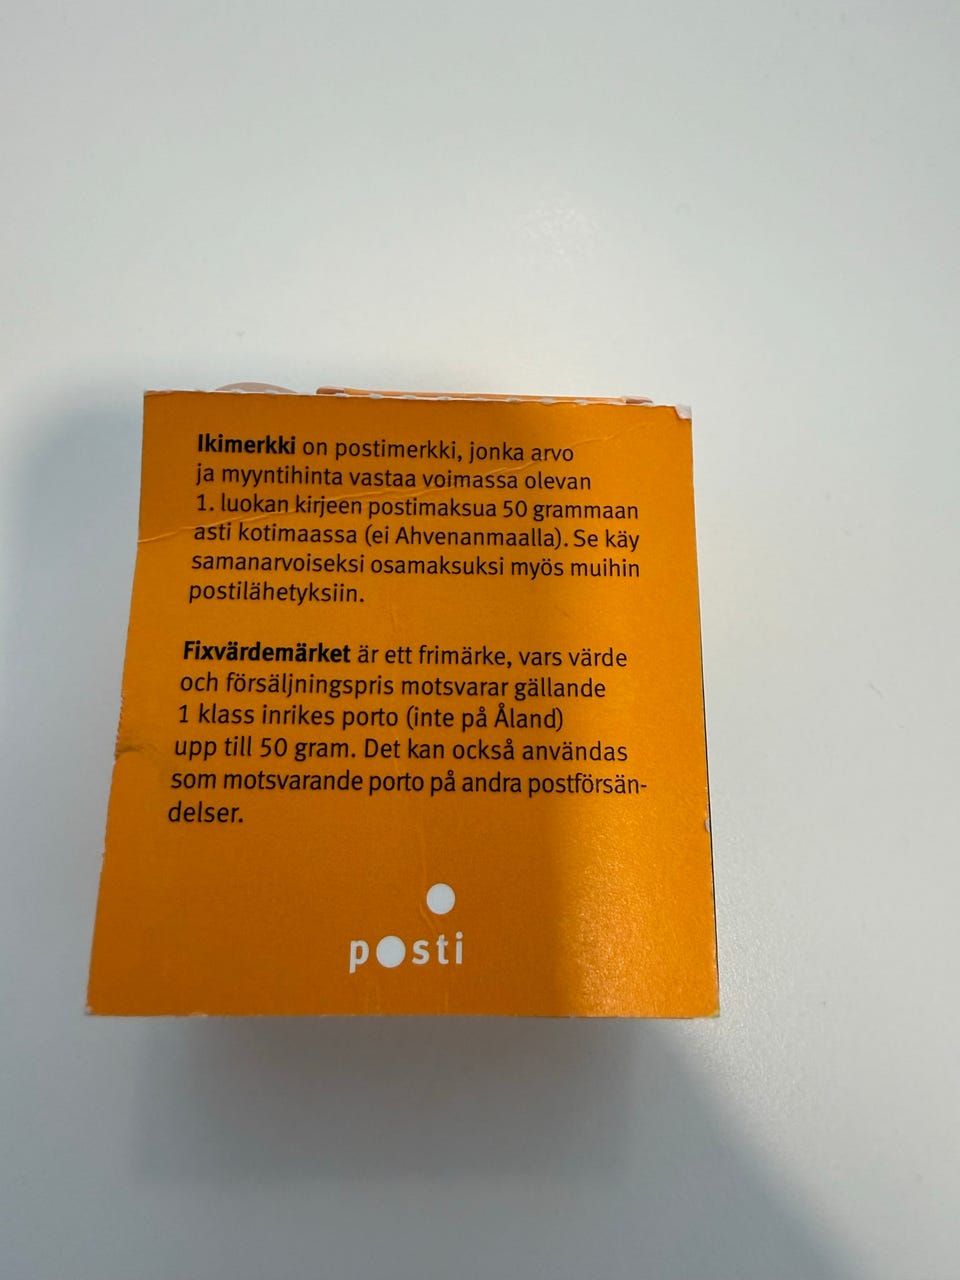 Ikimerkki on postimerkki, jonka arvo
ja myyntihinta vastaa voimassa olevan
1. luokan kirjeen postimaksua 50 grammaan
asti kotimaassa (ei Ahvenanmaalla). Se käy
samanarvoiseksi osamaksuksi myös muihin
postilähetyksiin.
Fixvärdemärket är ett frimärke, vars värde
och försäljningspris motsvarar gällande
1 klass inrikes porto (inte på Åland)
upp till 50 gram. Det kan också användas
som motsvarande porto på andra postförsän-
delser.
posti